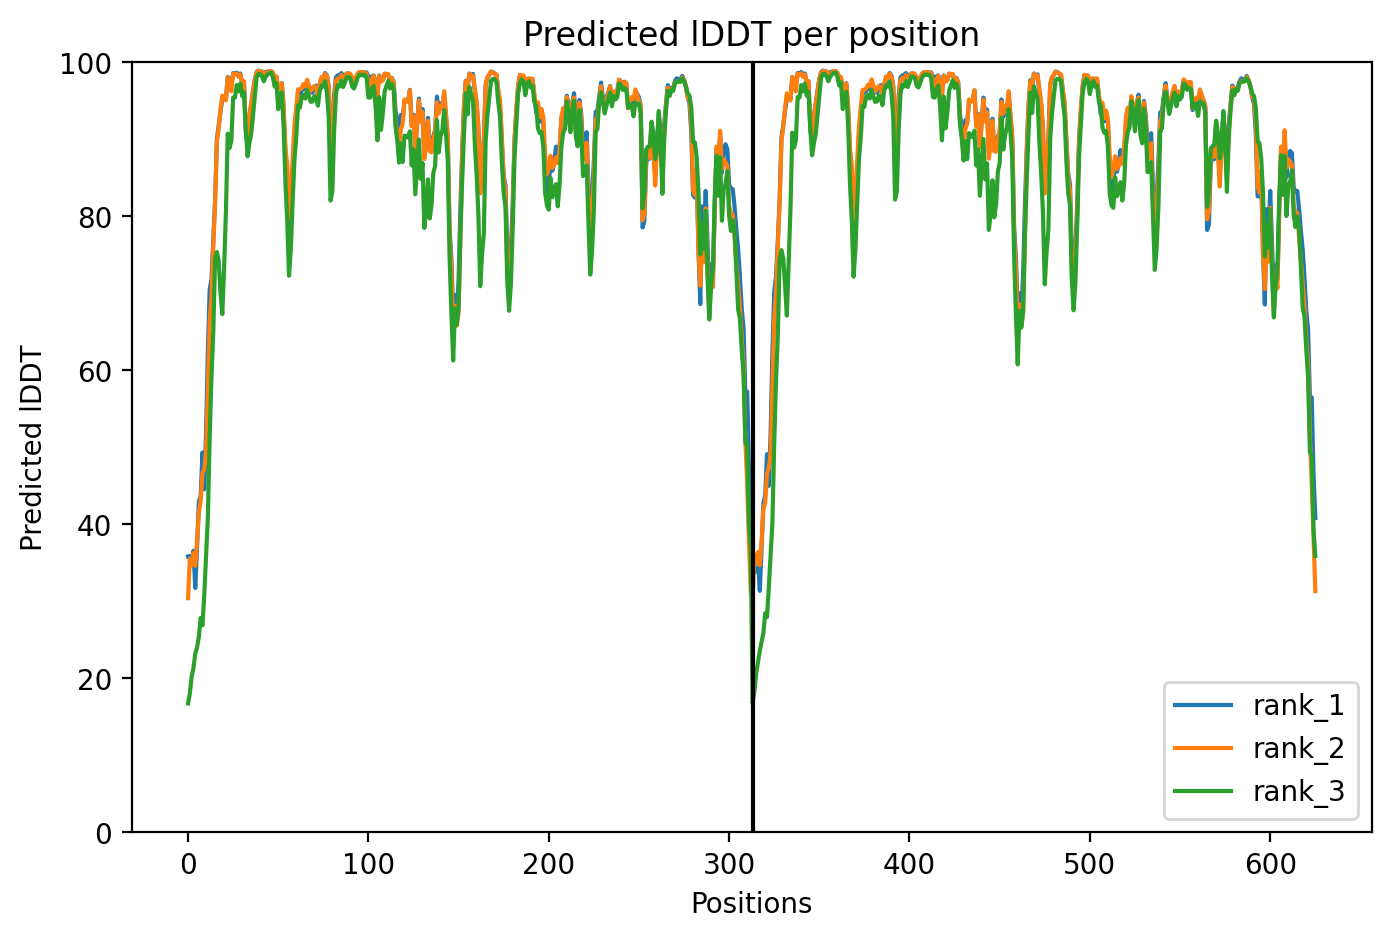 Predicted lDDT per position
Predicted lDDT
100
80
60
40
20
0
0 100 200 300 400 500 600
Positions
rank_1
rank_2
rank_3